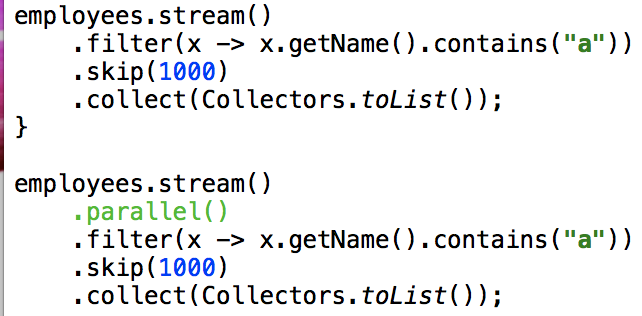 employees.stream()
    .filter(x -> x.getName().contains("a"))
    .skip(1000)
    .collect(Collectors.toList());
}

employees.stream()
    .parallel()
    .filter(x -> x.getName().contains("a"))
    .skip(1000)
    .collect(Collectors.toList());